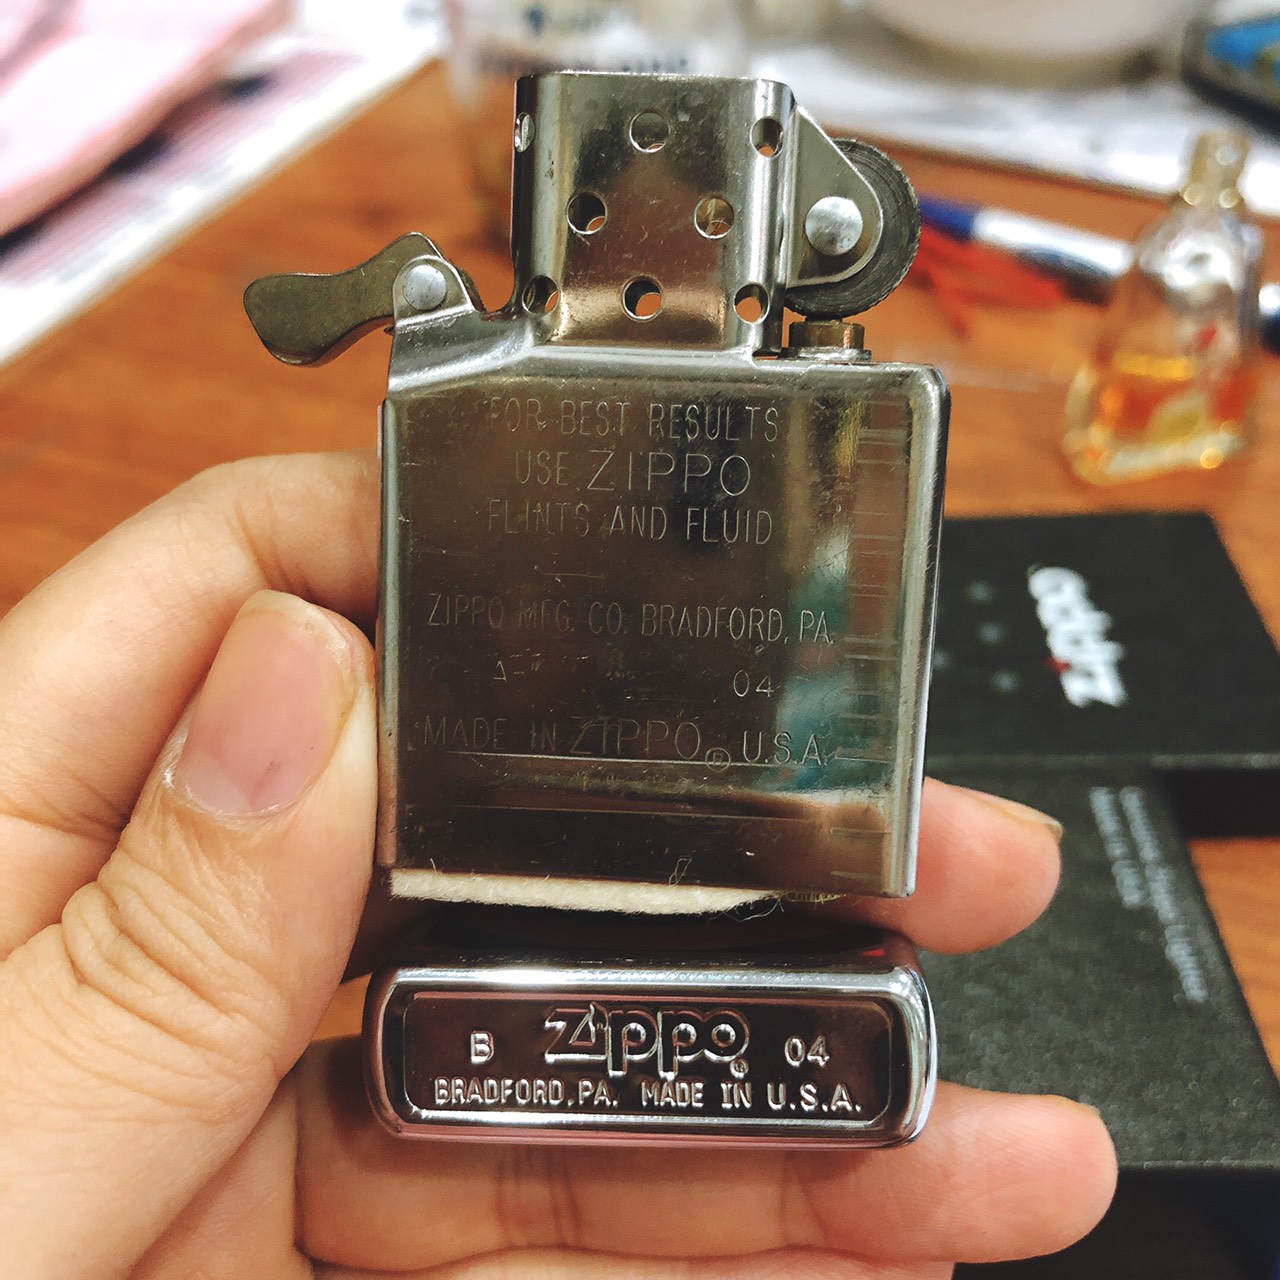 FOR BEST RESULTS
USE ZIPPO
FLINTS AND FLUID
ZIPPO MFG. CO. BRADFORD, PA.
04
MADE IN ZIPPO® U.S.A.
B zippo® 04
BRADFORD, PA. MADE IN U.S.A.
zippo